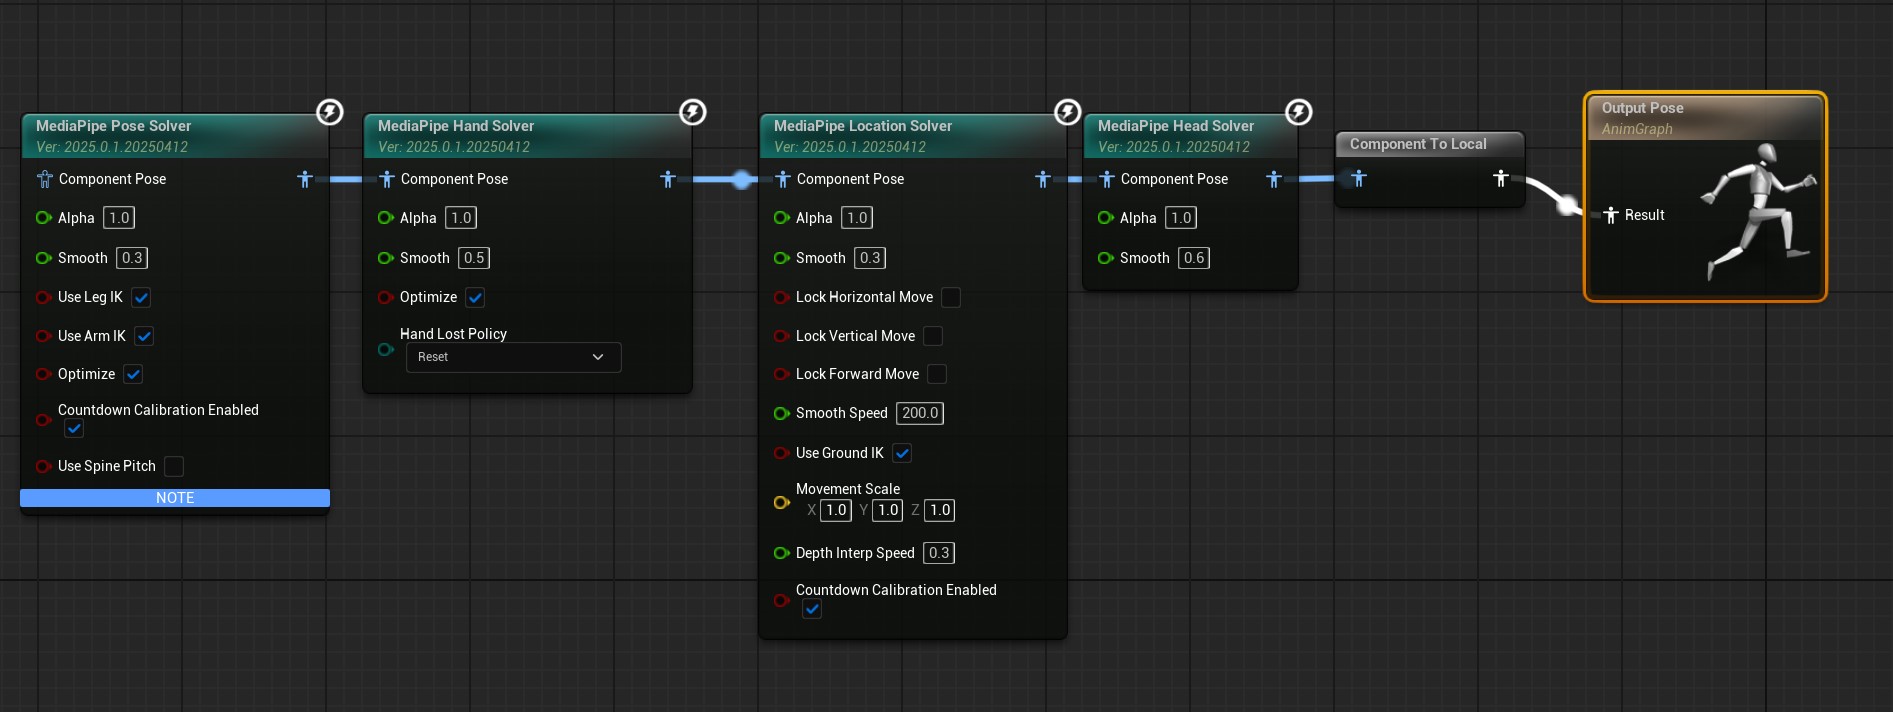 MediaPipe Pose Solver
Ver: 2025.0.1.20250412
Component Pose
Alpha 1.0
Smooth 0.3
Use Leg IK
Use Arm IK
Optimize
Countdown Calibration Enabled
Use Spine Pitch
NOTE
MediaPipe Hand Solver
Ver: 2025.0.1.20250412
Component Pose
Alpha 1.0
Smooth 0.5
Optimize
Hand Lost Policy
Reset
MediaPipe Location Solver
Ver: 2025.0.1.20250412
Component Pose
Alpha 1.0
Smooth 0.3
Lock Horizontal Move
Lock Vertical Move
Lock Forward Move
Smooth Speed 200.0
Use Ground IK
Movement Scale
X 1.0 Y 1.0 Z 1.0
Depth Interp Speed 0.3
Countdown Calibration Enabled
MediaPipe Head Solver
Ver: 2025.0.1.20250412
Component Pose
Alpha 1.0
Smooth 0.6
Component To Local
Output Pose
AnimGraph
Result